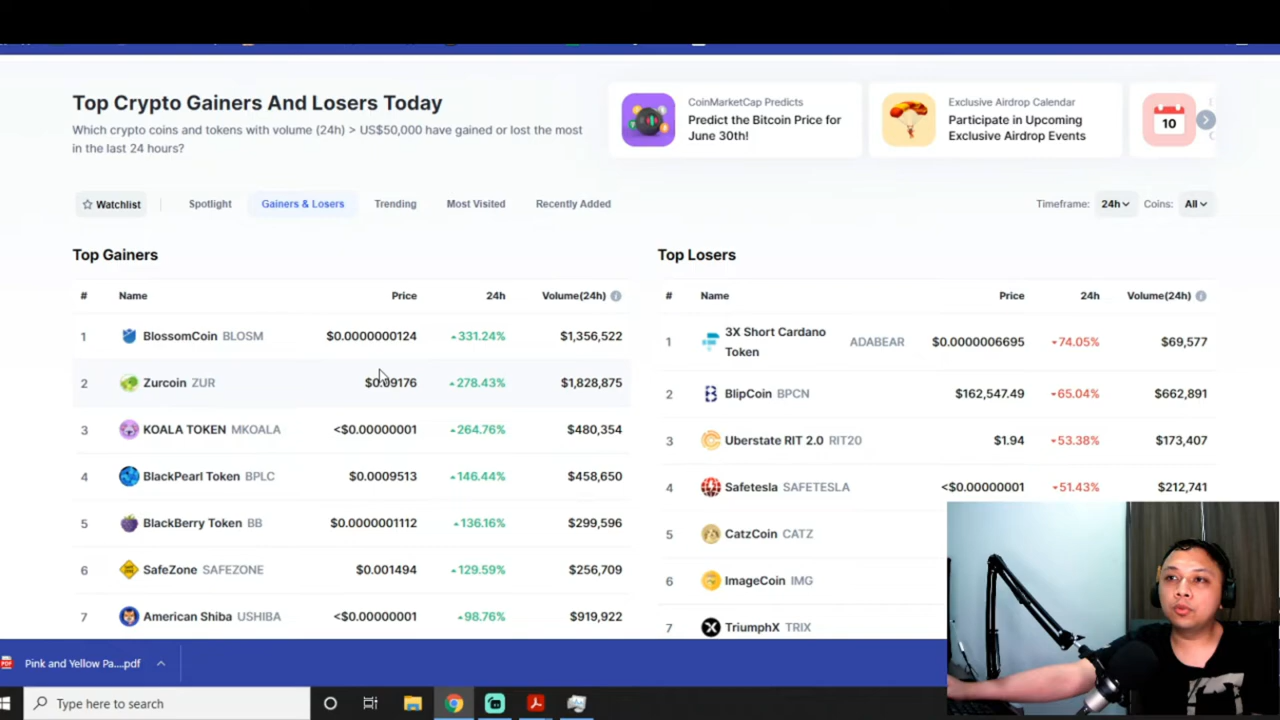 Top Crypto Gainers And Losers Today
Which crypto coins and tokens with volume (24h) > US$50,000 have gained or lost the most
in the last 24 hours?
CoinMarketCap Predicts
Predict the Bitcoin Price for
June 30th!
Exclusive Airdrop Calendar
Participate in Upcoming
Exclusive Airdrop Events
10
Watchlist Spotlight Gainers & Losers Trending Most Visited Recently Added
Timeframe: 24h Coins: All
Top Gainers
# Name Price 24h Volume(24h)
1 BlossomCoin BLOSM $0.0000000124 331.24% $1,356,522
2 Zurcoin ZUR $0.09176 278.43% $1,828,875
3 KOALA TOKEN MKOALA <$0.00000001 264.76% $480,354
4 BlackPearl Token BPLC $0.0009513 146.44% $458,650
5 BlackBerry Token BB $0.0000001112 136.16% $299,596
6 SafeZone SAFEZONE $0.001494 129.59% $256,709
7 American Shiba USHIBA <$0.00000001 98.76% $919,922
Top Losers
# Name Price 24h Volume(24h)
1 3X Short Cardano
Token ADABEAR $0.0000006695 74.05% $69,577
2 BlipCoin BPCN $162,547.49 65.04% $662,891
3 Uberstate RIT 2.0 RIT20 $1.94 53.38% $173,407
4 Safetesla SAFETESLA <$0.00000001 51.43% $212,741
5 CatzCoin CATZ
6 ImageCoin IMG
7 TriumphX TRIX
Pink and Yellow Pa....pdf
Type here to search